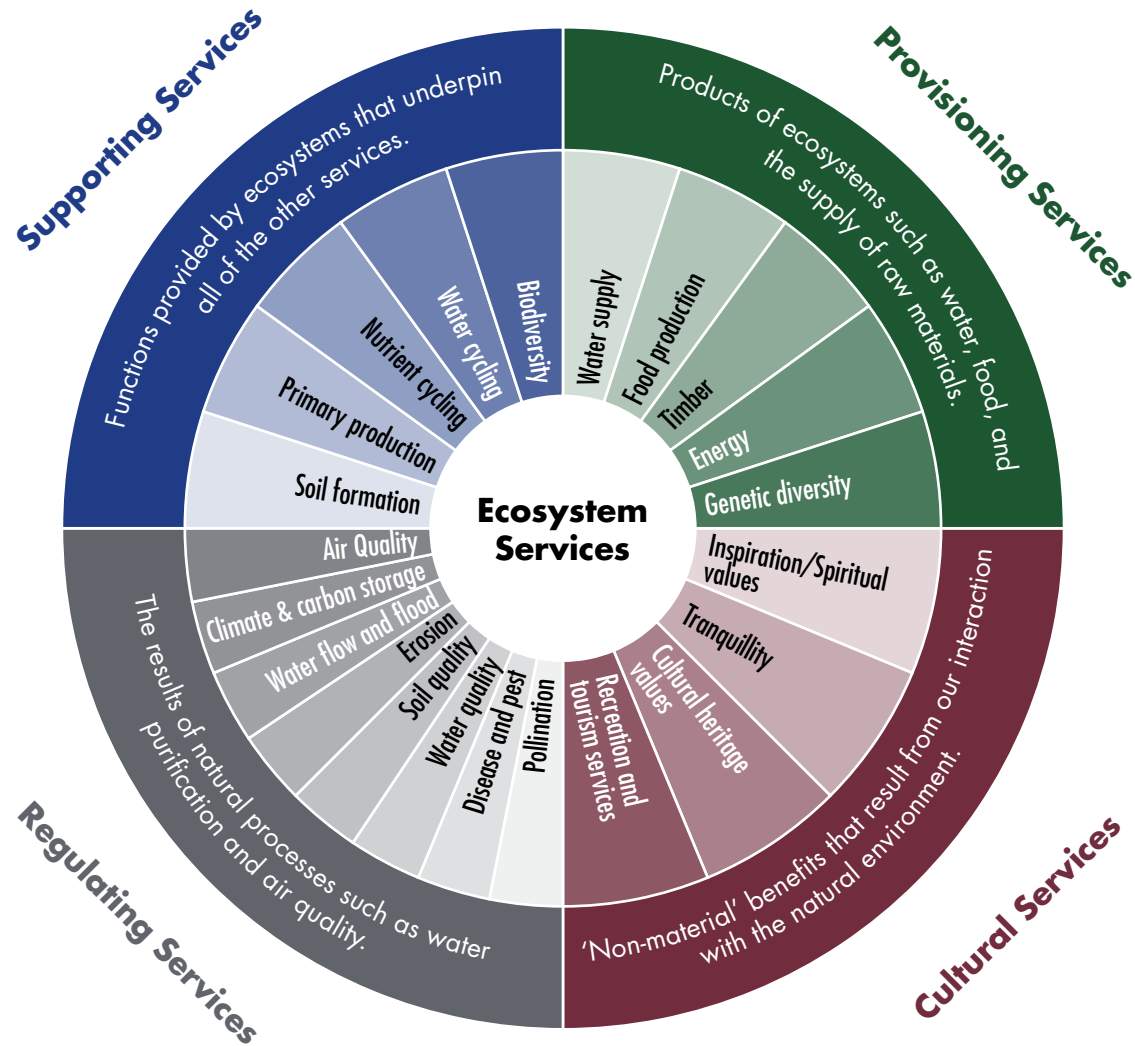 Supporting Services
Functions provided by ecosystems that underpin
all of the other services.
Soil formation
Primary production
Nutrient cycling
Water cycling
Biodiversity
Provisioning Services
Products of ecosystems such as water, food, and
the supply of raw materials.
Water supply
Food production
Timber
Energy
Genetic diversity
Ecosystem
Services
Cultural Services
'Non-material' benefits that result from our interaction
with the natural environment.
Inspiration/Spiritual
values
Tranquillity
Cultural heritage
values
Recreation and
tourism services
Regulating Services
The results of natural processes such as water
purification and air quality.
Air Quality
Climate & carbon storage
Water flow and flood
Erosion
Soil quality
Water quality
Disease and pest
Pollination